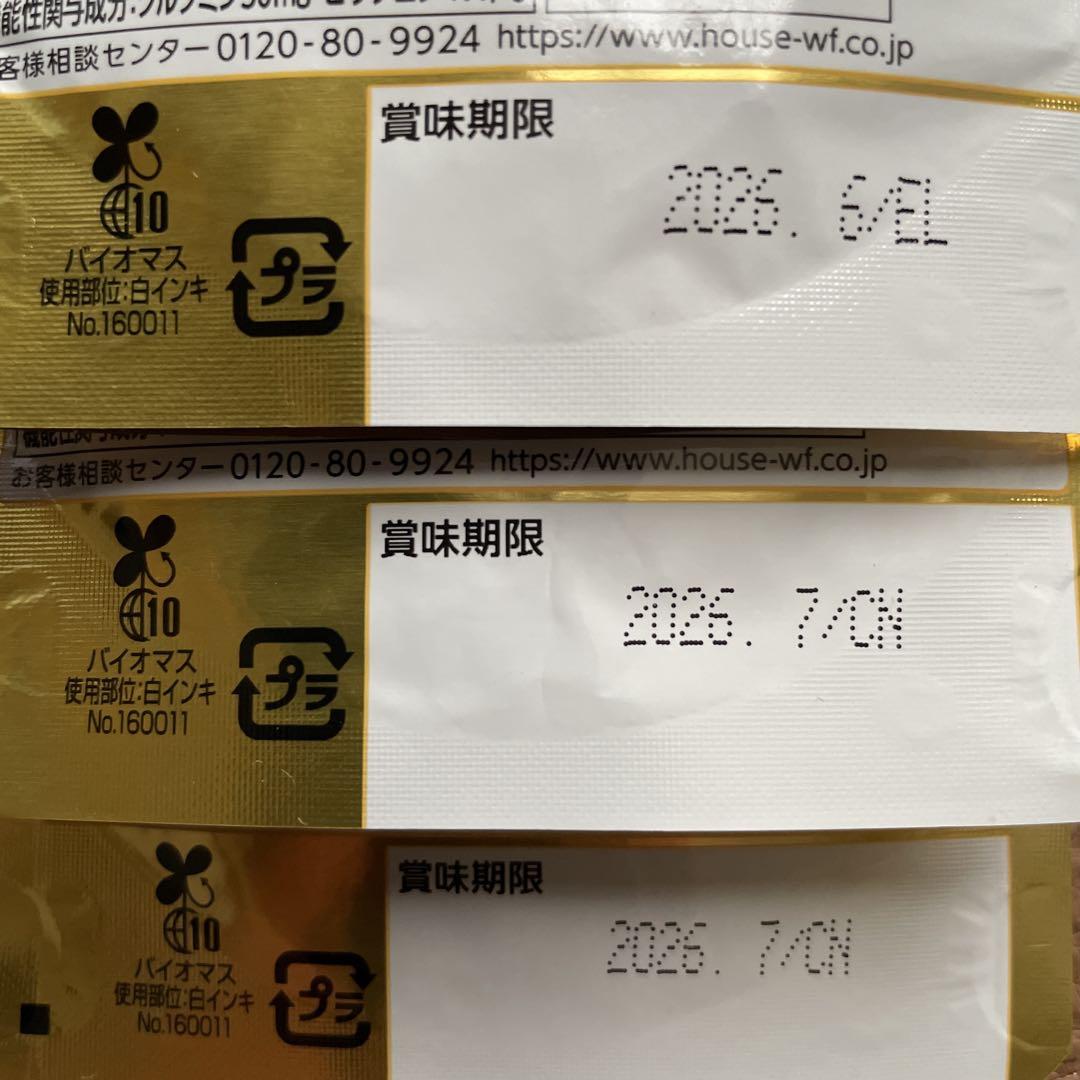 お客様相談センター0120-80-9924 https://www.house-wf.co.jp
賞味期限
2026. 6/EL
10
バイオマス
使用部位:白インキ
No.160011
プラ
お客様相談センター0120-80-9924 https://www.house-wf.co.jp
賞味期限
2026. 7/CH
10
バイオマス
使用部位:白インキ
No.160011
プラ
賞味期限
2026. 7/CH
10
バイオマス
使用部位:白インキ
No.160011
プラ